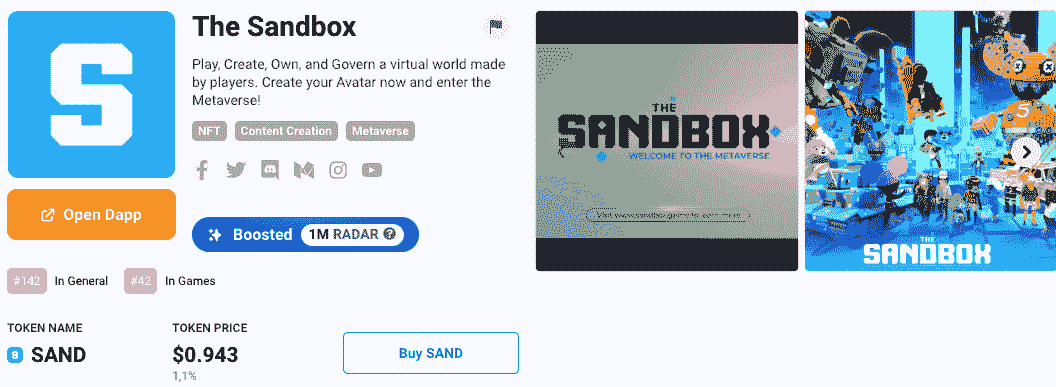 S
The Sandbox
Play, Create, Own, and Govern a virtual world made
by players. Create your Avatar now and enter the
Metaverse!
NFT Content Creation Metaverse
Open Dapp
Boosted 1M RADAR
#142 In General #42 In Games
TOKEN NAME TOKEN PRICE
SAND $0.943 Buy SAND
1,1%
THE
SANDBOX
WELCOME TO THE METAVERSE
Visit www.sandbox.game to learn more
THE
SANDBOX